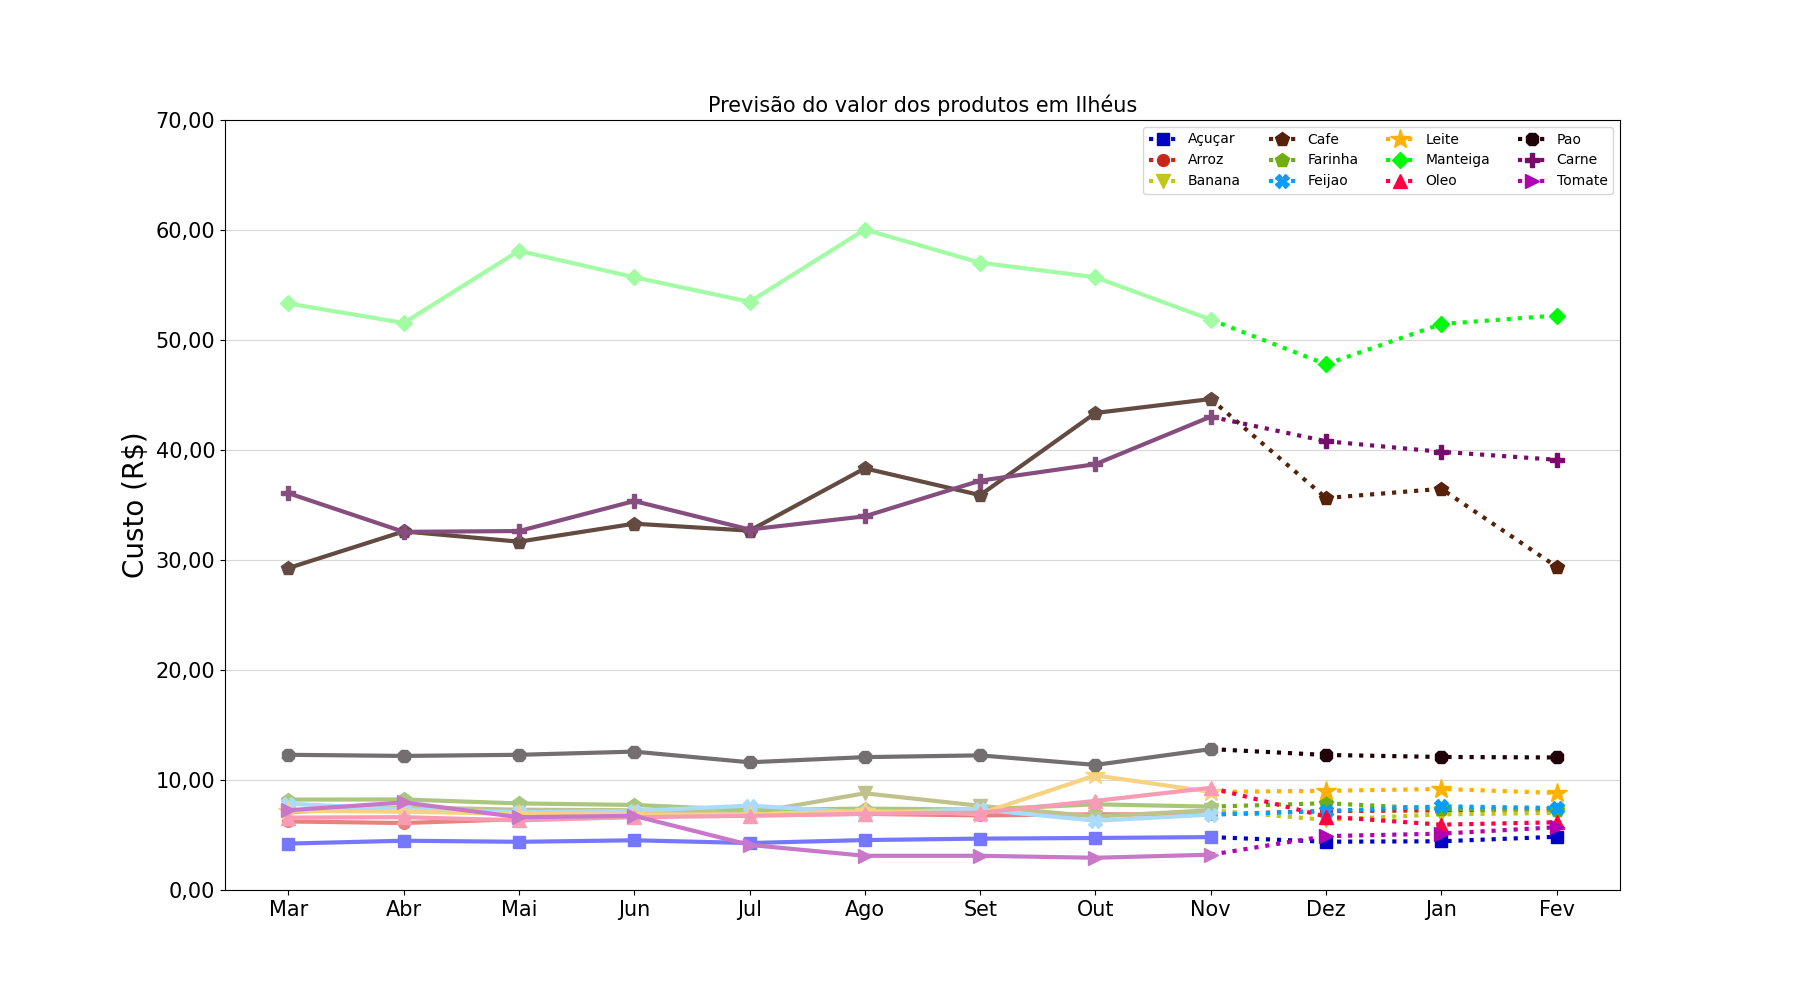 Previsão do valor dos produtos em Ilhéus
70,00
60,00
50,00
40,00
30,00
20,00
10,00
0,00
Custo (R$)
Açuçar Cafe Leite Pao
Arroz Farinha Manteiga Carne
Banana Feijao Oleo Tomate
Mar Abr Mai Jun Jul Ago Set Out Nov Dez Jan Fev